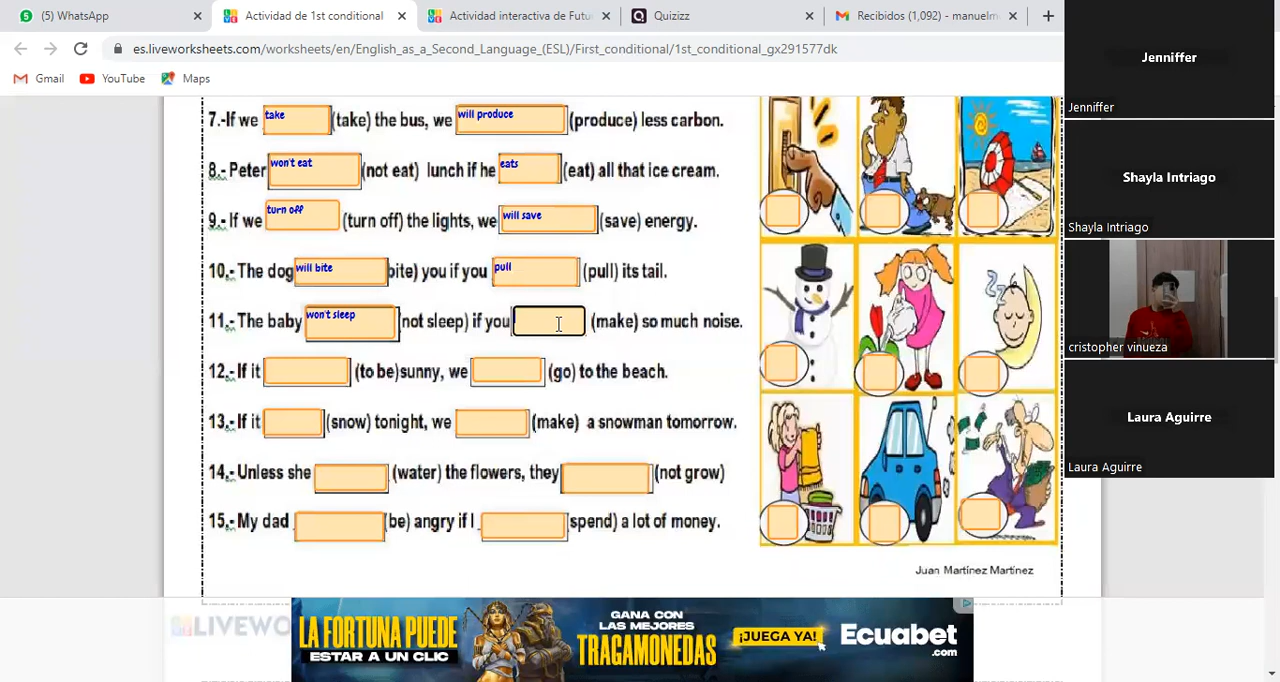 (5) WhatsApp
Actividad de 1st conditional
Actividad interactiva de Futu
Quizizz
Recibidos (1,092) - manuelm
es.liveworksheets.com/worksheets/en/English_as_a_Second_Language_(ESL)/First_conditional/1st_conditional_gx291577dk
Gmail YouTube Maps
7.-If we take (take) the bus, we will produce (produce) less carbon.
8.- Peter won't eat (not eat) lunch if he eats (eat) all that ice cream.
9.- If we turn off (turn off) the lights, we will save (save) energy.
10.- The dog will bite bite) you if you pull (pull) its tail.
11.- The baby won't sleep (not sleep) if you (make) so much noise.
12.- If it (to be)sunny, we (go) to the beach.
13.- If it (snow) tonight, we (make) a snowman tomorrow.
14.- Unless she (water) the flowers, they (not grow)
15.- My dad (be) angry if I spend) a lot of money.
Juan Martínez Martínez
LIVEWO
LA FORTUNA PUEDE
ESTAR A UN CLIC
GANA CON
LAS MEJORES
TRAGAMONEDAS
¡JUEGA YA!
Ecuabet
.com
Jenniffer
Jenniffer
Shayla Intriago
Shayla Intriago
cristopher vinueza
Laura Aguirre
Laura Aguirre